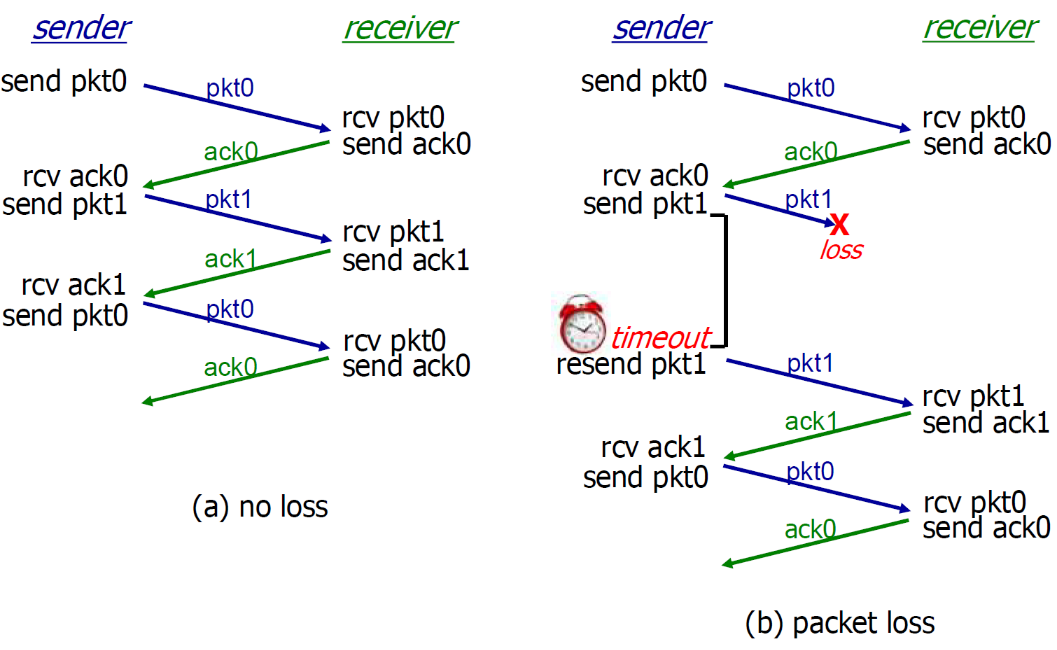 sender
receiver
send pkt0
pkt0
rcv pkt0
send ack0
ack0
rcv ack0
send pkt1
pkt1
rcv pkt1
send ack1
ack1
rcv ack1
send pkt0
pkt0
rcv pkt0
send ack0
ack0
(a) no loss
sender
receiver
send pkt0
pkt0
rcv pkt0
send ack0
ack0
rcv ack0
send pkt1
pkt1
X
loss
timeout
resend pkt1
pkt1
rcv pkt1
send ack1
ack1
rcv ack1
send pkt0
pkt0
rcv pkt0
send ack0
ack0
(b) packet loss